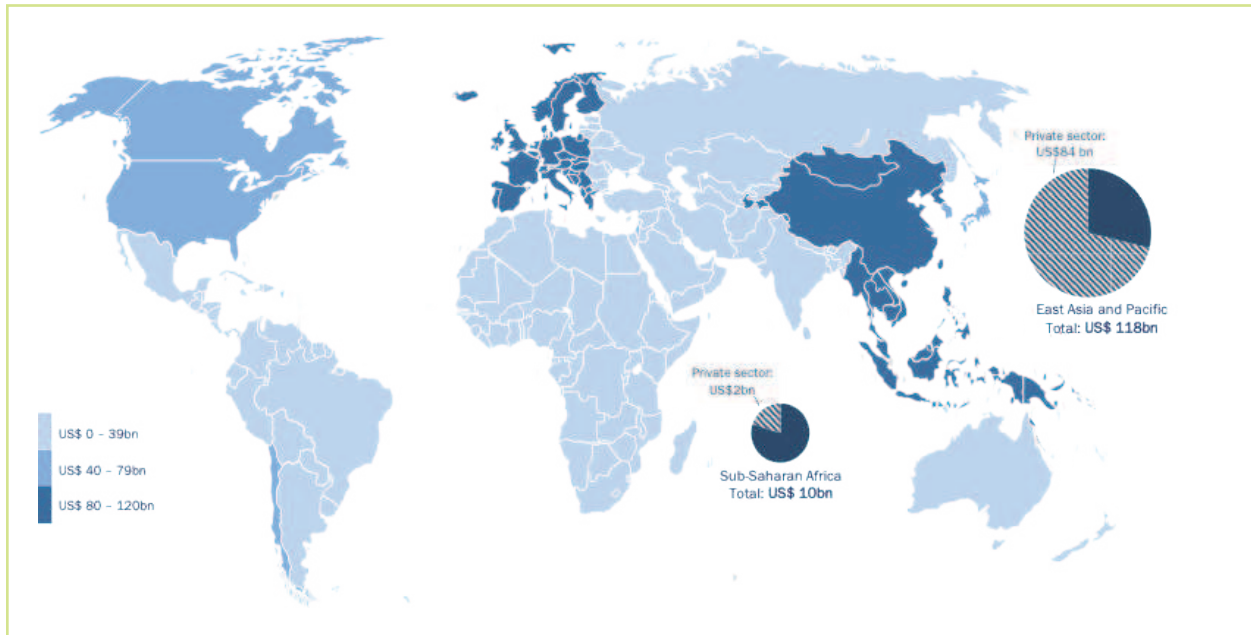 Private sector:
US$84 bn
East Asia and Pacific
Total: US$ 118bn
Private sector:
US$2bn
Sub-Saharan Africa
Total: US$ 10bn
US$ 0 – 39bn
US$ 40 – 79bn
US$ 80 – 120bn